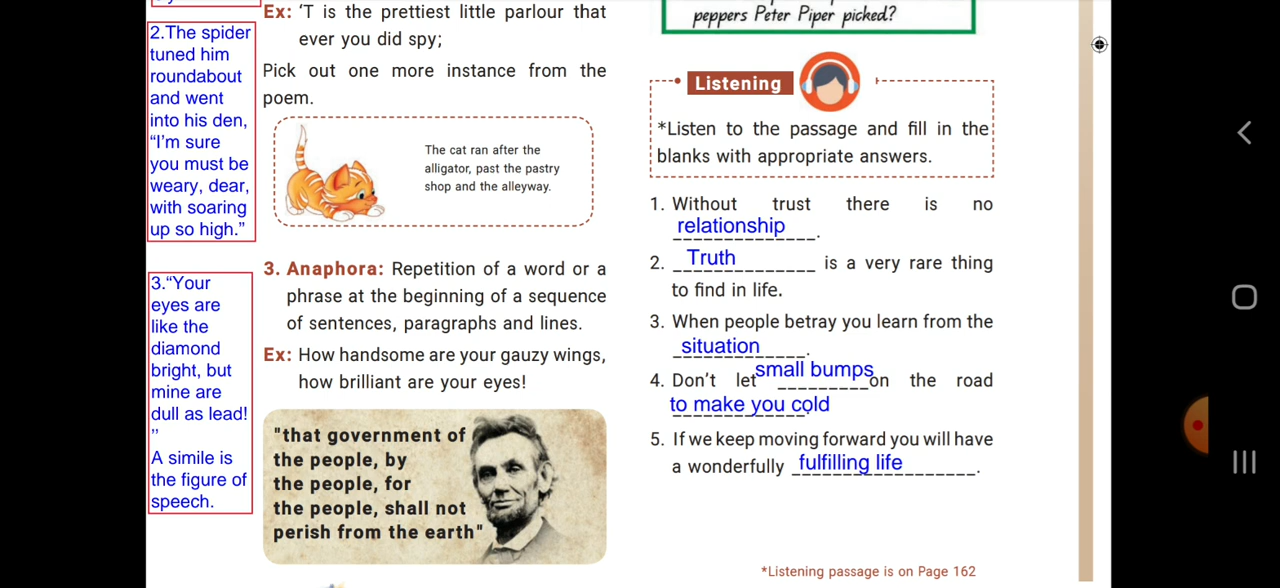 Ex: ‘T is the prettiest little parlour that
ever you did spy;
Pick out one more instance from the
poem.
2.The spider
tuned him
roundabout
and went
into his den,
“I’m sure
you must be
weary, dear,
with soaring
up so high.”
The cat ran after the
alligator, past the pastry
shop and the alleyway.
3. Anaphora: Repetition of a word or a
phrase at the beginning of a sequence
of sentences, paragraphs and lines.
Ex: How handsome are your gauzy wings,
how brilliant are your eyes!
3.“Your
eyes are
like the
diamond
bright, but
mine are
dull as lead!
”
A simile is
the figure of
speech.
"that government of
the people, by
the people, for
the people, shall not
perish from the earth"
peppers Peter Piper picked?
Listening
*Listen to the passage and fill in the
blanks with appropriate answers.
1. Without trust there is no
relationship.
2. Truth is a very rare thing
to find in life.
3. When people betray you learn from the
situation.
4. Don’t let small bumps on the road
to make you cold.
5. If we keep moving forward you will have
a wonderfully fulfilling life.
*Listening passage is on Page 162